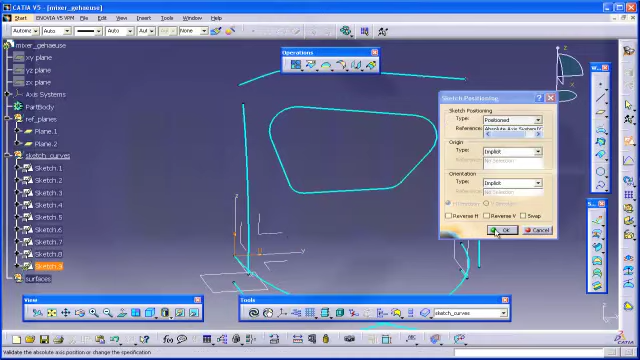 CATIA V5 - [mixer_gehaeuse]
Start ENOVIA V5 VPM File Edit View Insert Tools Window Help
Auto Auto Aut None
mixer_gehaeuse
xy plane
yz plane
zx plane
Axis Systems
PartBody
ref_planes
Plane.1
Plane.2
sketch_curves
Sketch.1
Sketch.2
Sketch.3
Sketch.4
Sketch.5
Sketch.6
Sketch.7
Sketch.8
Sketch.9
surfaces
Operations
Sketch Positioning
Sketch Positioning
Type: Positioned
Reference: Absolute Axis System\Y
Origin
Type: Implicit
Reference: No Selection
Orientation
Type: Implicit
Reference: No Selection
H Direction V Direction
Reverse H Reverse V Swap
OK Cancel
View
Tools
sketch_curves
Validate the absolute axis position or change the specification